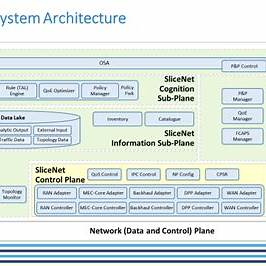 ystem Architecture
OSA
P&P Control
SliceNet
Cognition
Sub-Plane
Rule (TAL)
Engine
QoE Optimizer
Policy
Manager
Policy
Fwk
P&P
Manager
QoE
Manager
FCAPS
Manager
Data Lake
Analytic Output
External Input
Traffic Data
Topology Data
Inventory
Catalogue
SliceNet
Information Sub-Plane
SliceNet
Control Plane
QoS Control
IPC Control
NF Config
CPSR
Topology
Monitor
RAN Adapter
MEC-Core Adapter
Backhaul Adapter
DPP Adapter
WAN Adapter
RAN Controller
MEC-Core Controller
Backhaul Controller
DPP Controller
WAN Controller
Network (Data and Control) Plane